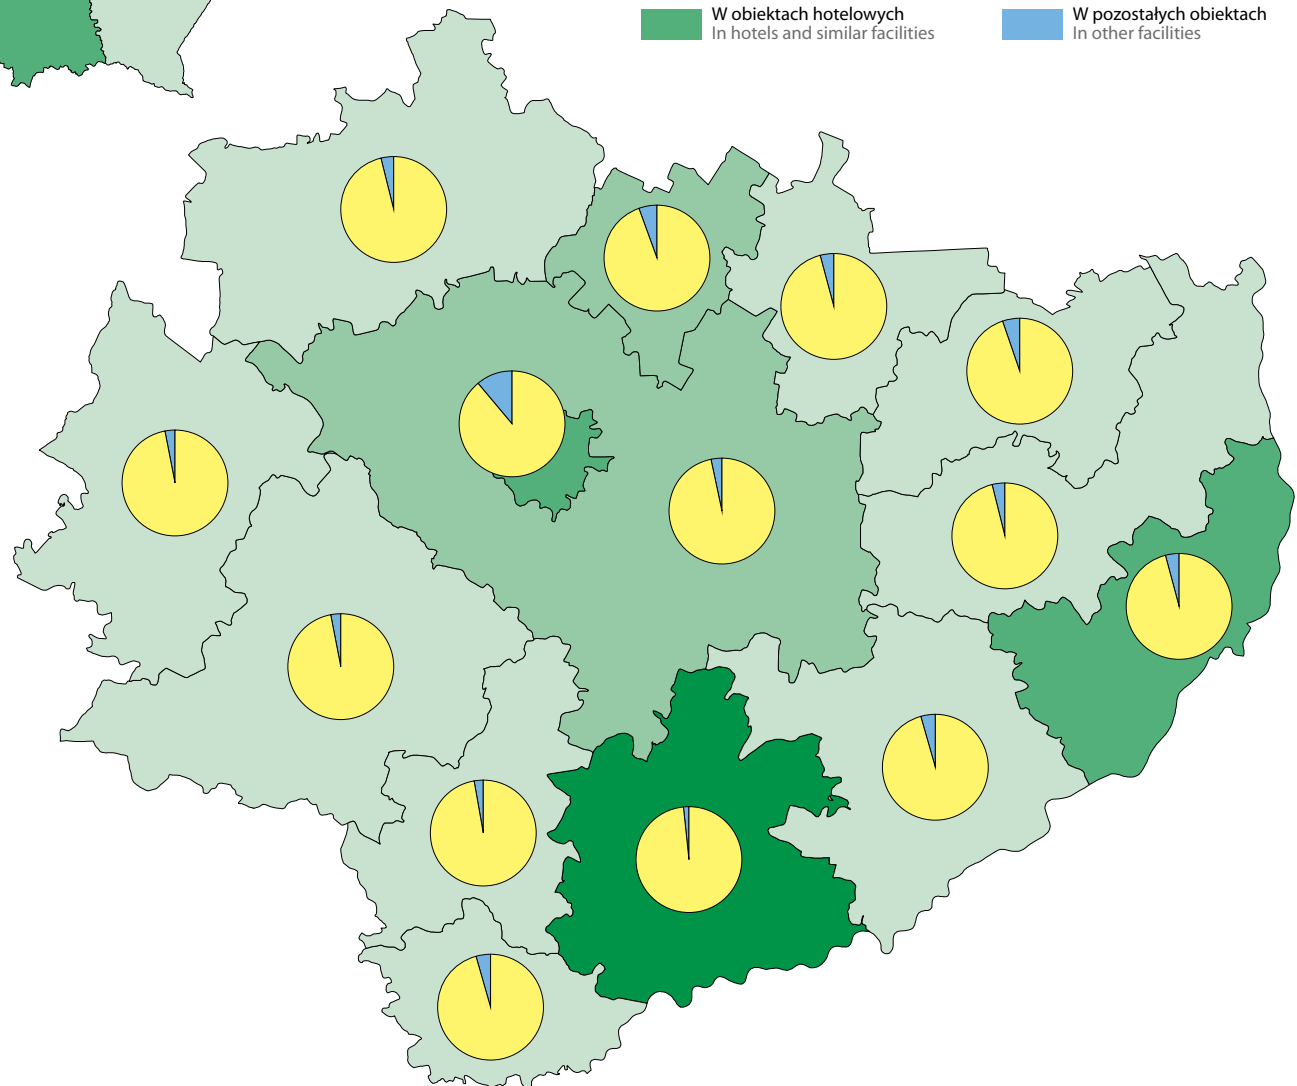 W obiektach hotelowych
In hotels and similar facilities
W pozostałych obiektach
In other facilities